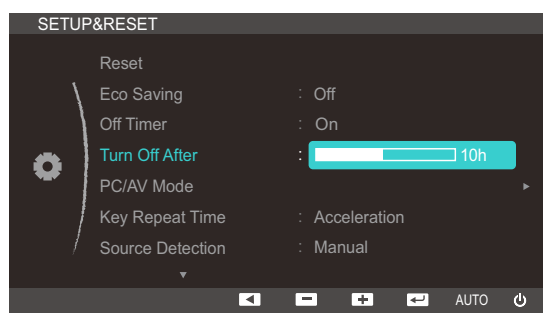 SETUP&RESET
Reset
Eco Saving : Off
Off Timer : On
Turn Off After : 10h
PC/AV Mode
Key Repeat Time : Acceleration
Source Detection : Manual
AUTO